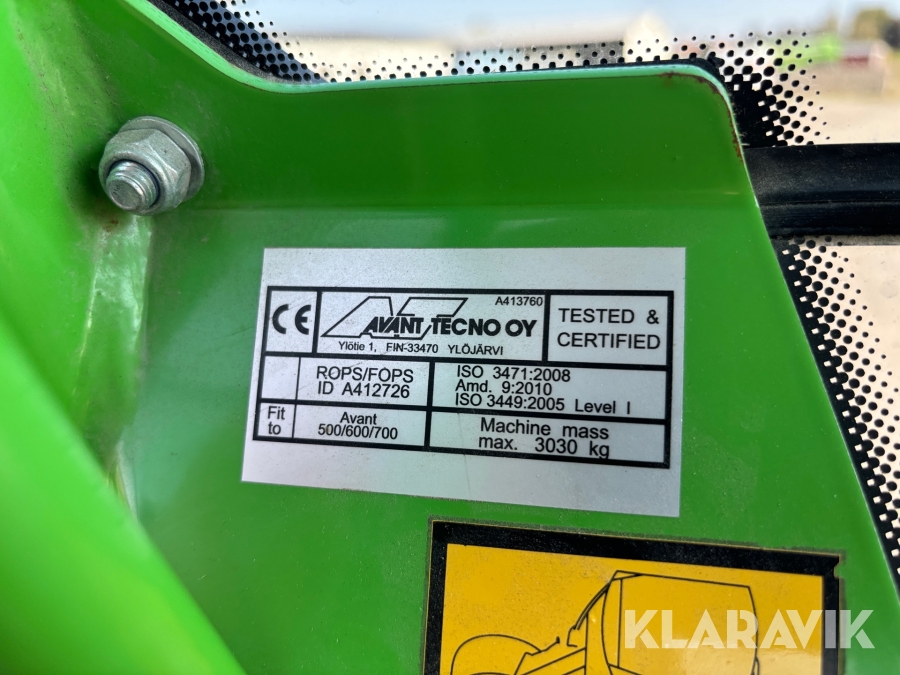 CE
A413760
AVANT TECNO OY
Ylötie 1, FIN-33470 YLÖJÄRVI
TESTED &
CERTIFIED
ROPS/FOPS
ID A412726
ISO 3471:2008
Amd. 9:2010
ISO 3449:2005 Level I
Fit
to
Avant
500/600/700
Machine mass
max. 3030 kg
KLARAVIK